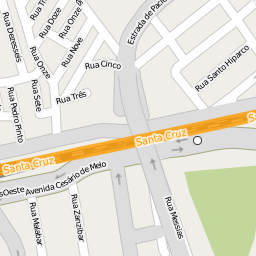 Rua Dezesseis
Rua Onze
Rua Sete
Rua Pedro Pinto
Rua Treze
Rua Doze
Rua Onze
Rua Nove
Rua Cinco
Rua Três
Estrada de Paci
Rua Santo Hiparco
Santa Cruz
Santa Cruz
S
Oeste
Avenida Cesário de Melo
Rua Malabar
Rua Zanzibar
Rua Messias